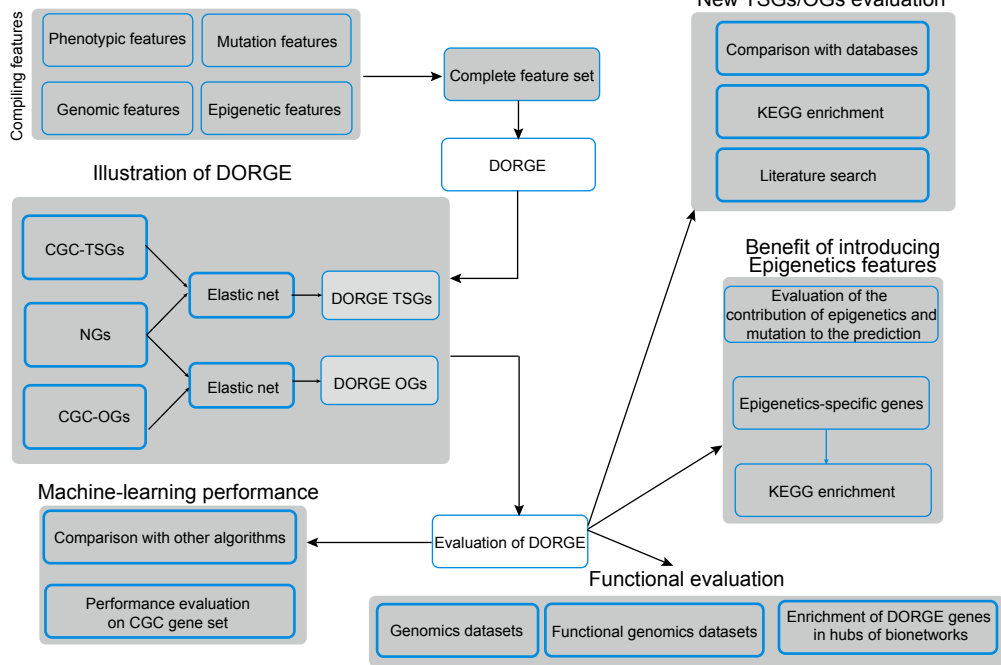 Compiling features
Phenotypic features
Mutation features
Genomic features
Epigenetic features
Complete feature set
DORGE
New TSGs/OGs evaluation
Comparison with databases
KEGG enrichment
Literature search
Illustration of DORGE
CGC-TSGs
NGs
CGC-OGs
Elastic net
DORGE TSGs
Elastic net
DORGE OGs
Benefit of introducing
Epigenetics features
Evaluation of the
contribution of epigenetics and
mutation to the prediction
Epigenetics-specific genes
KEGG enrichment
Machine-learning performance
Comparison with other algorithms
Performance evaluation
on CGC gene set
Evaluation of DORGE
Functional evaluation
Genomics datasets
Functional genomics datasets
Enrichment of DORGE genes
in hubs of bionetworks